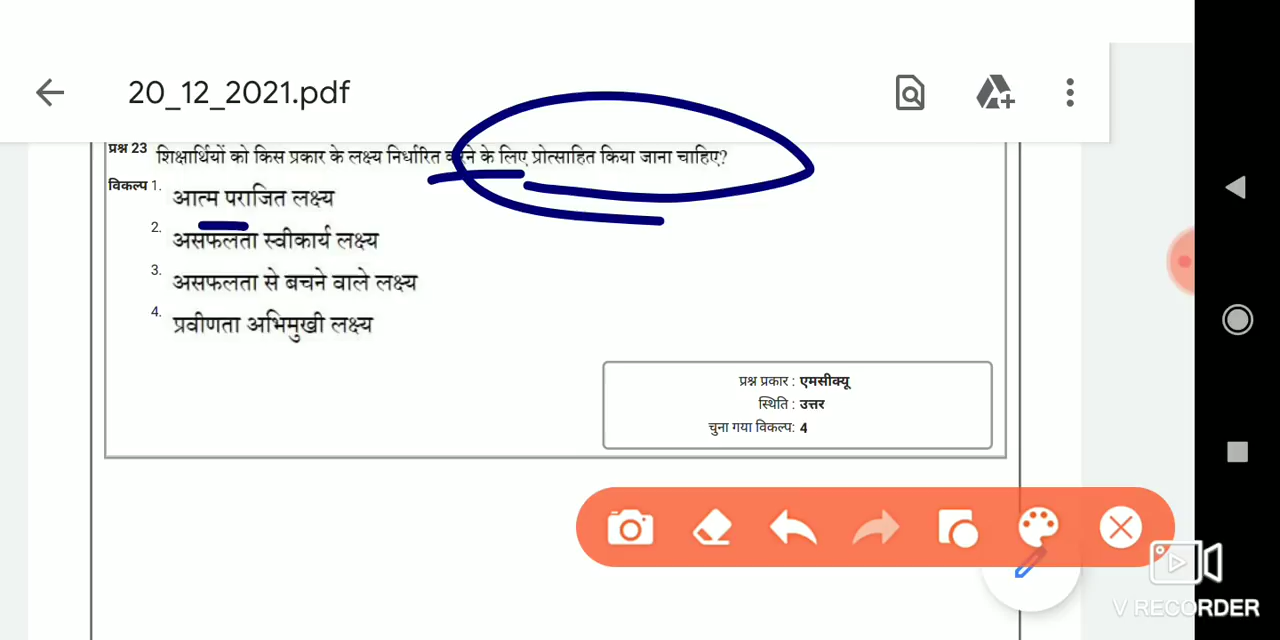 20_12_2021.pdf
प्रश्न 23 शिक्षार्थियों को किस प्रकार के लक्ष्य निर्धारित करने के लिए प्रोत्साहित किया जाना चाहिए?
विकल्प 1. आत्म पराजित लक्ष्य
2. असफलता स्वीकार्य लक्ष्य
3. असफलता से बचने वाले लक्ष्य
4. प्रवीणता अभिमुखी लक्ष्य
प्रश्न प्रकार : एमसीक्यू
स्थिति : उत्तर
चुना गया विकल्प: 4
V RECORDER